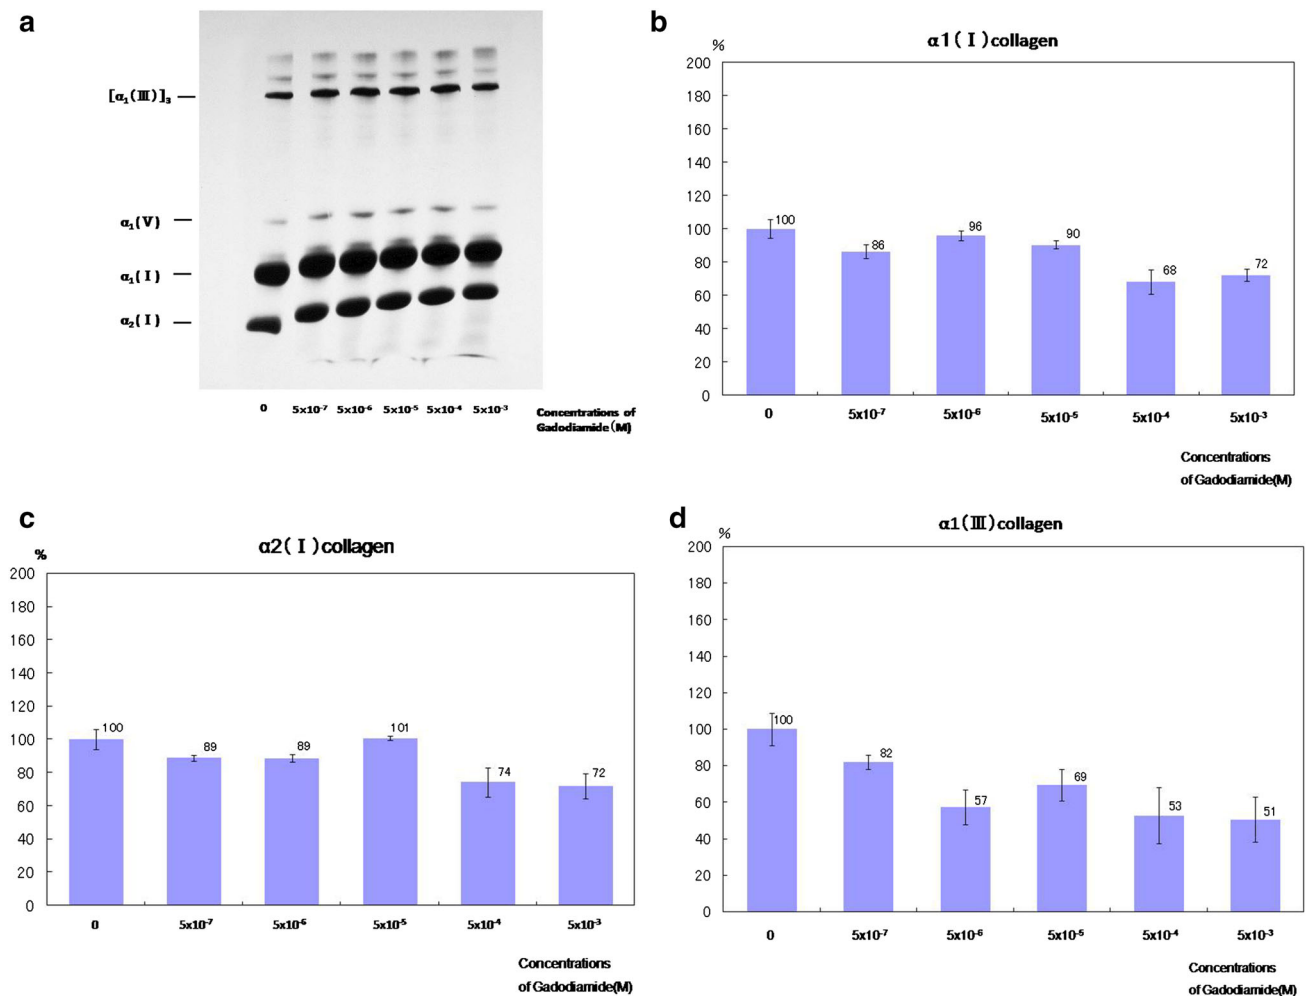 a
[α₁(Ⅲ)]₃
α₁(V)
α₁(I)
α₂(I)
0 5x10⁻⁷ 5x10⁻⁶ 5x10⁻⁵ 5x10⁻⁴ 5x10⁻³
Concentrations of
Gadodiamide(M)
b
α1(Ⅰ)collagen
%
200
180
160
140
120
100
80
60
40
20
0
100 86 96 90 68 72
0 5x10⁻⁷ 5x10⁻⁶ 5x10⁻⁵ 5x10⁻⁴ 5x10⁻³
Concentrations
of Gadodiamide(M)
c
α2(Ⅰ)collagen
%
200
180
160
140
120
100
80
60
40
20
0
100 89 89 101 74 72
0 5x10⁻⁷ 5x10⁻⁶ 5x10⁻⁵ 5x10⁻⁴ 5x10⁻³
Concentrations
of Gadodiamide(M)
d
α1(Ⅲ)collagen
%
200
180
160
140
120
100
80
60
40
20
0
100 82 57 69 53 51
0 5x10⁻⁷ 5x10⁻⁶ 5x10⁻⁵ 5x10⁻⁴ 5x10⁻³
Concentrations
of Gadodiamide(M)